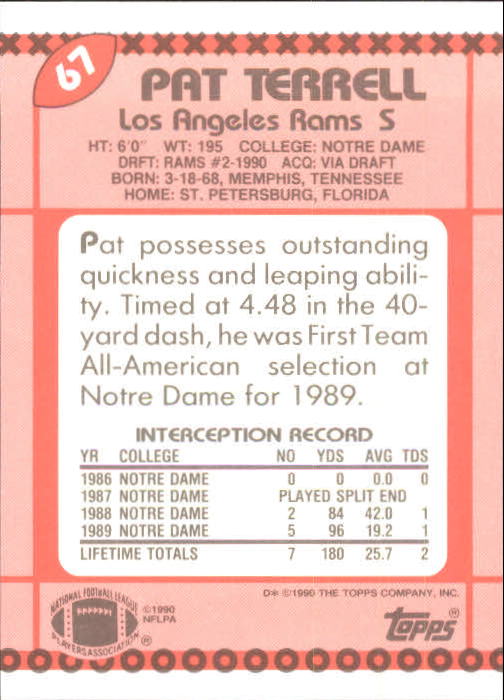 67
PAT TERRELL
Los Angeles Rams S
HT: 6'0" WT: 195 COLLEGE: NOTRE DAME
DRFT: RAMS #2-1990 ACQ: VIA DRAFT
BORN: 3-18-68, MEMPHIS, TENNESSEE
HOME: ST. PETERSBURG, FLORIDA
Pat possesses outstanding
quickness and leaping abili-
ty. Timed at 4.48 in the 40-
yard dash, he was First Team
All-American selection at
Notre Dame for 1989.
INTERCEPTION RECORD
YR COLLEGE NO YDS AVG TDS
1986 NOTRE DAME 0 0 0.0 0
1987 NOTRE DAME PLAYED SPLIT END
1988 NOTRE DAME 2 84 42.0 1
1989 NOTRE DAME 5 96 19.2 1
LIFETIME TOTALS 7 180 25.7 2
NATIONAL FOOTBALL LEAGUE
PLAYERS ASSOCIATION ®
©1990
NFLPA
D* ©1990 THE TOPPS COMPANY, INC.
topps®